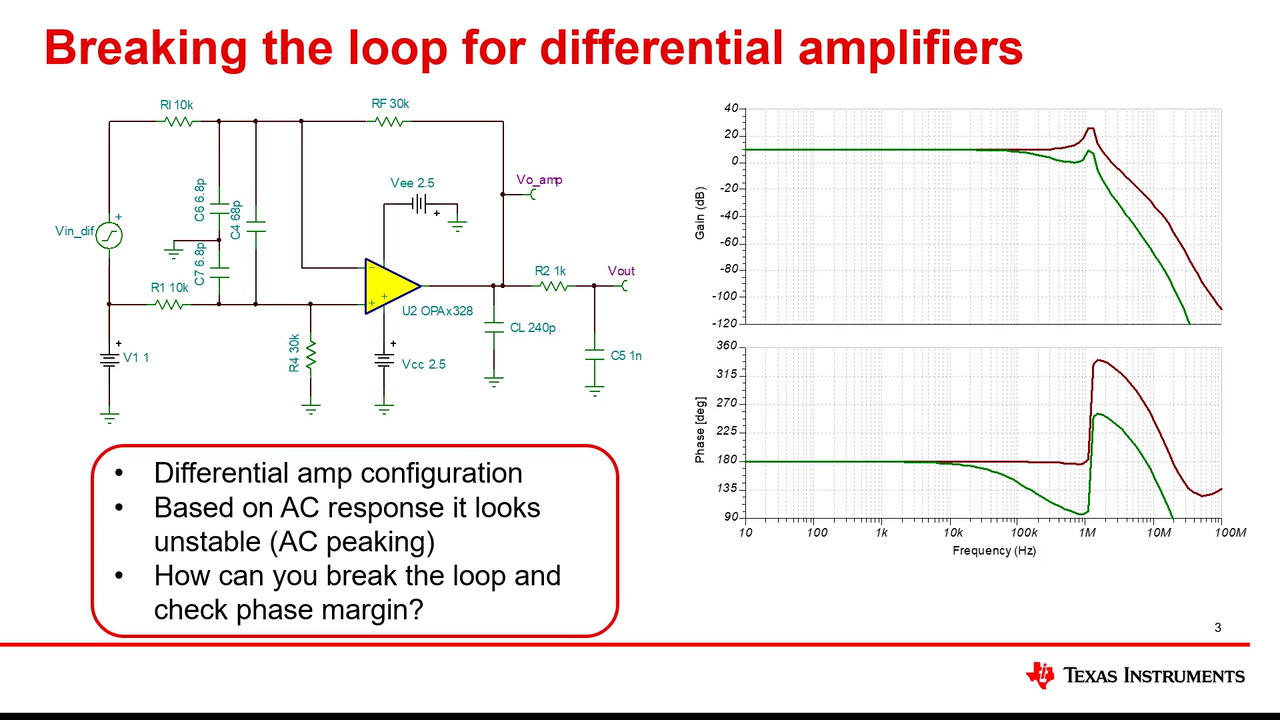 Breaking the loop for differential amplifiers
RI 10k
RF 30k
C6 6.8p
C4 68p
C7 6.8p
Vin_dif
+
R1 10k
V1 1
+
R4 30k
Vee 2.5
+
Vo_amp
U2 OPAx328
+
Vcc 2.5
R2 1k
Vout
CL 240p
C5 1n
• Differential amp configuration
• Based on AC response it looks
unstable (AC peaking)
• How can you break the loop and
check phase margin?
Gain (dB)
40
20
0
-20
-40
-60
-80
-100
-120
Phase [deg]
360
315
270
225
180
135
90
10 100 1k 10k 100k 1M 10M 100M
Frequency (Hz)
3
TEXAS INSTRUMENTS